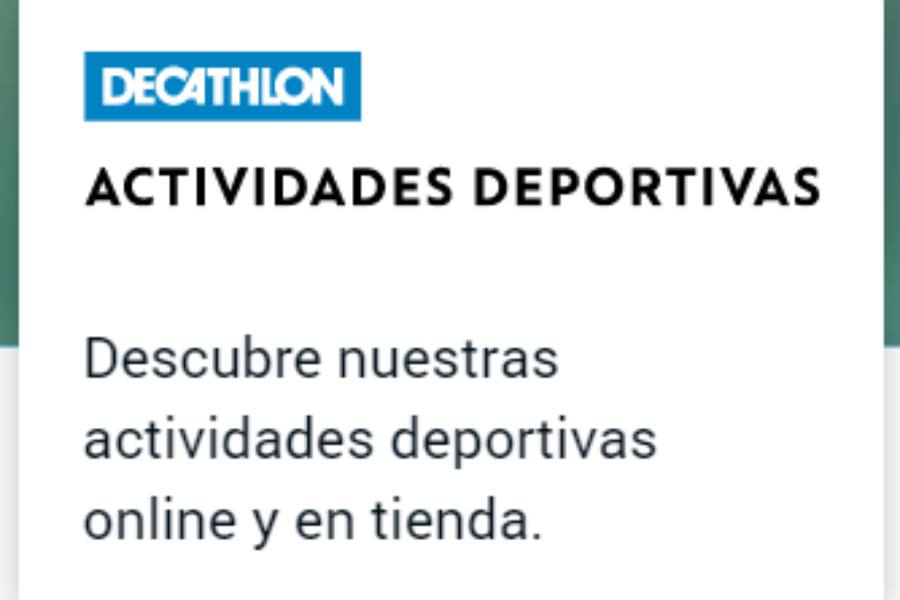 DECATHLON
ACTIVIDADES DEPORTIVAS
Descubre nuestras
actividades deportivas
online y en tienda.